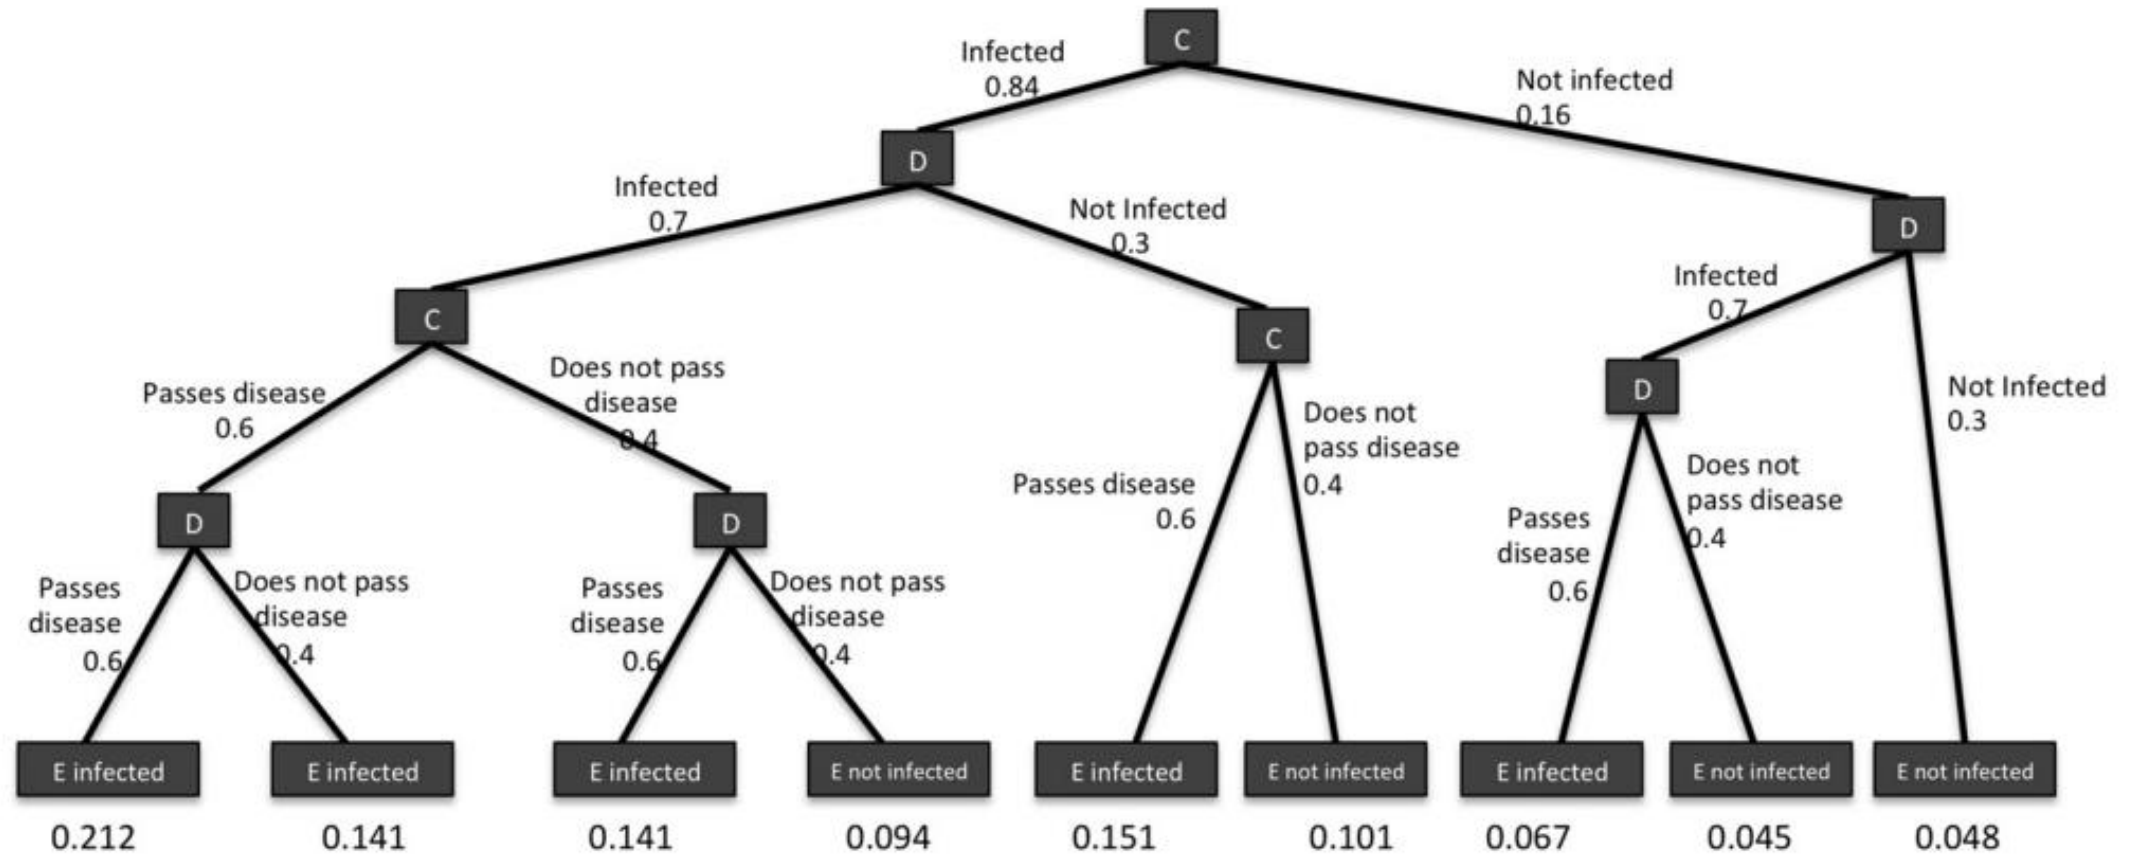 C
Infected
0.84
Not infected
0.16
D
Infected
0.7
Not Infected
0.3
D
Infected
0.7
Not Infected
0.3
C
Passes disease
0.6
Does not pass
disease
0.4
C
Passes disease
0.6
Does not
pass disease
0.4
D
Passes
disease
0.6
Does not
pass disease
0.4
D
Passes
disease
0.6
Does not pass
disease
0.4
D
Passes
disease
0.6
Does not pass
disease
0.4
E infected
E infected
E infected
E not infected
E infected
E not infected
E infected
E not infected
E not infected
0.212
0.141
0.141
0.094
0.151
0.101
0.067
0.045
0.048